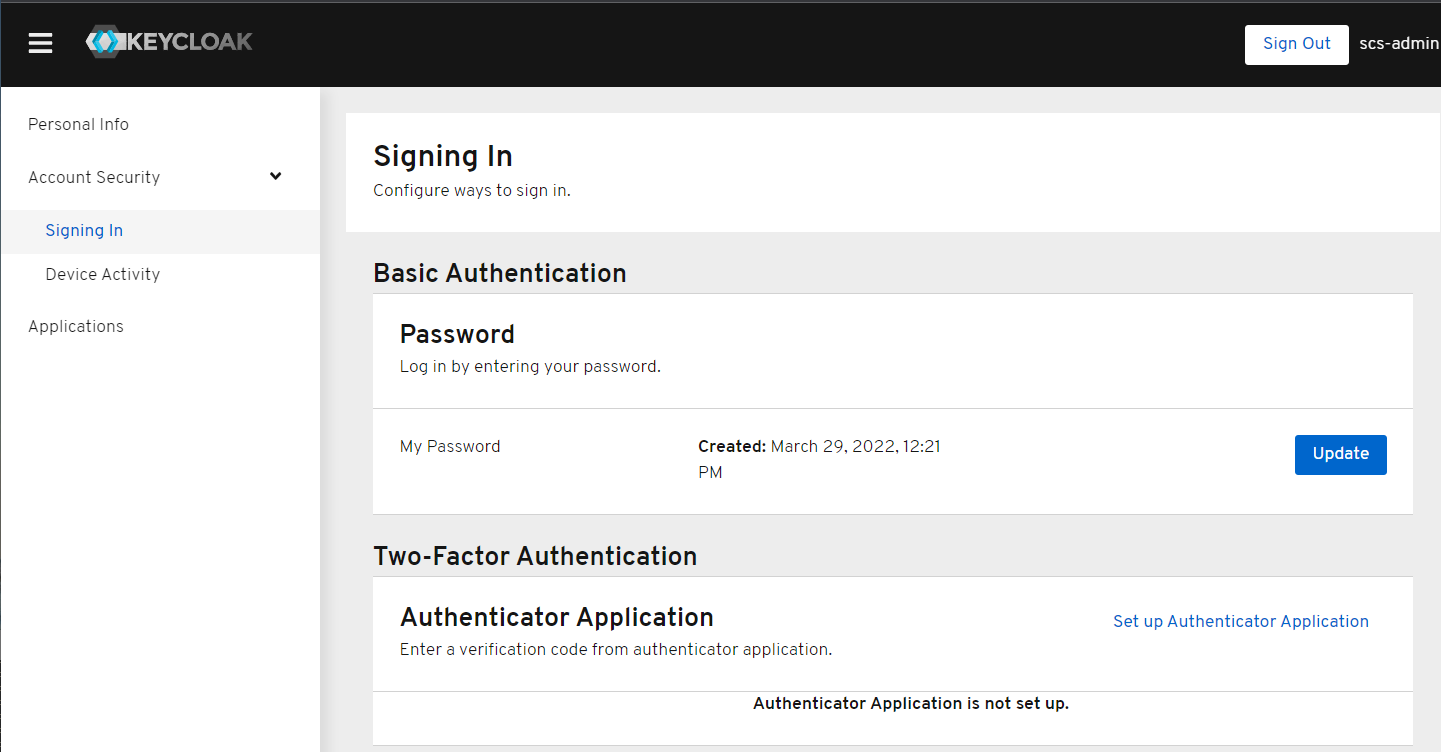 KEYCLOAK
Sign Out
scs-admin
Personal Info
Account Security
Signing In
Device Activity
Applications
Signing In
Configure ways to sign in.
Basic Authentication
Password
Log in by entering your password.
My Password
Created: March 29, 2022, 12:21
PM
Update
Two-Factor Authentication
Authenticator Application
Set up Authenticator Application
Enter a verification code from authenticator application.
Authenticator Application is not set up.